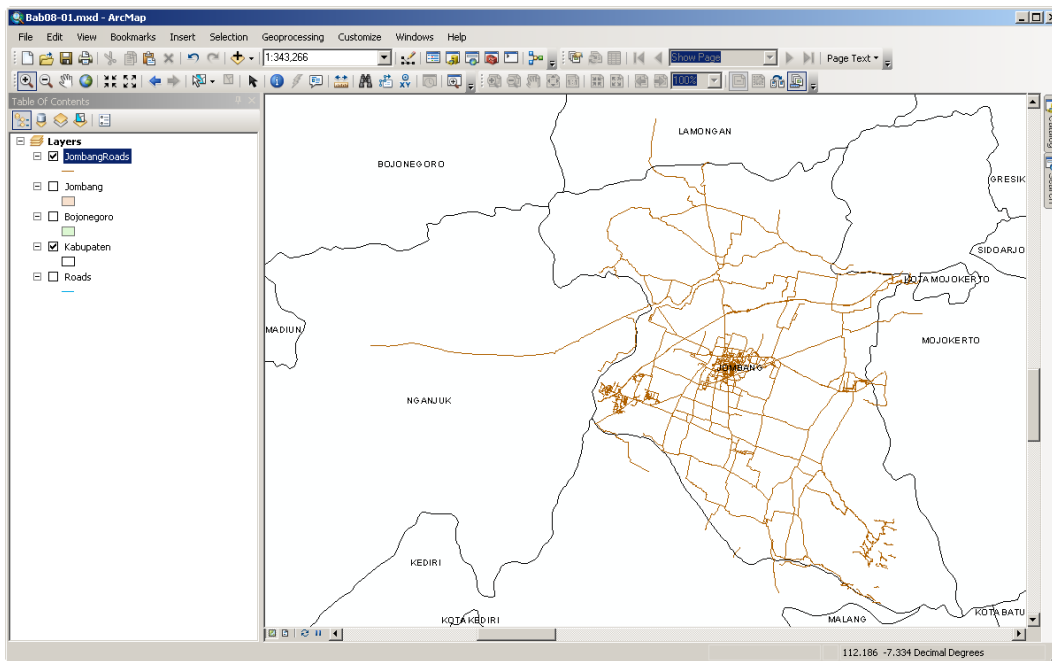 Bab08-01.mxd - ArcMap
File Edit View Bookmarks Insert Selection Geoprocessing Customize Windows Help
1:343,266 Show Page Page Text
100%
Table Of Contents
Layers
JombangRoads
Jombang
Bojonegoro
Kabupaten
Roads
LAMONGAN
BOJONEGORO
GRESIK
SIDOARJO
KOTA MOJOKERTO
MADIUN
MOJOKERTO
JOMBANG
NGANJUK
KEDIRI
KOTA KEDIRI
MALANG
KOTA BATU
Catalog
Search
112.186 -7.334 Decimal Degrees